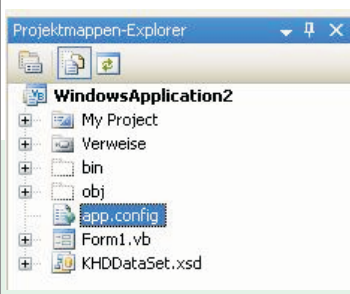 Projektmappen-Explorer
WindowsApplication2
My Project
Verweise
bin
obj
app.config
Form1.vb
KHDDataSet.xsd